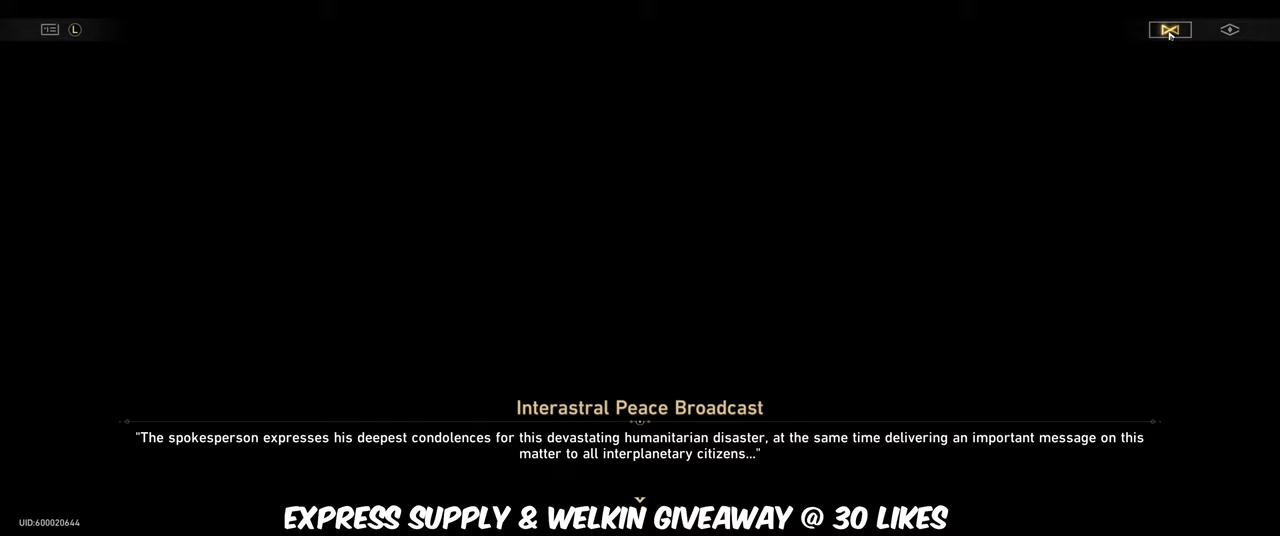 L
Interastral Peace Broadcast
"The spokesperson expresses his deepest condolences for this devastating humanitarian disaster, at the same time delivering an important message on this
matter to all interplanetary citizens..."
EXPRESS SUPPLY & WELKIN GIVEAWAY @ 30 LIKES
UID:600020644